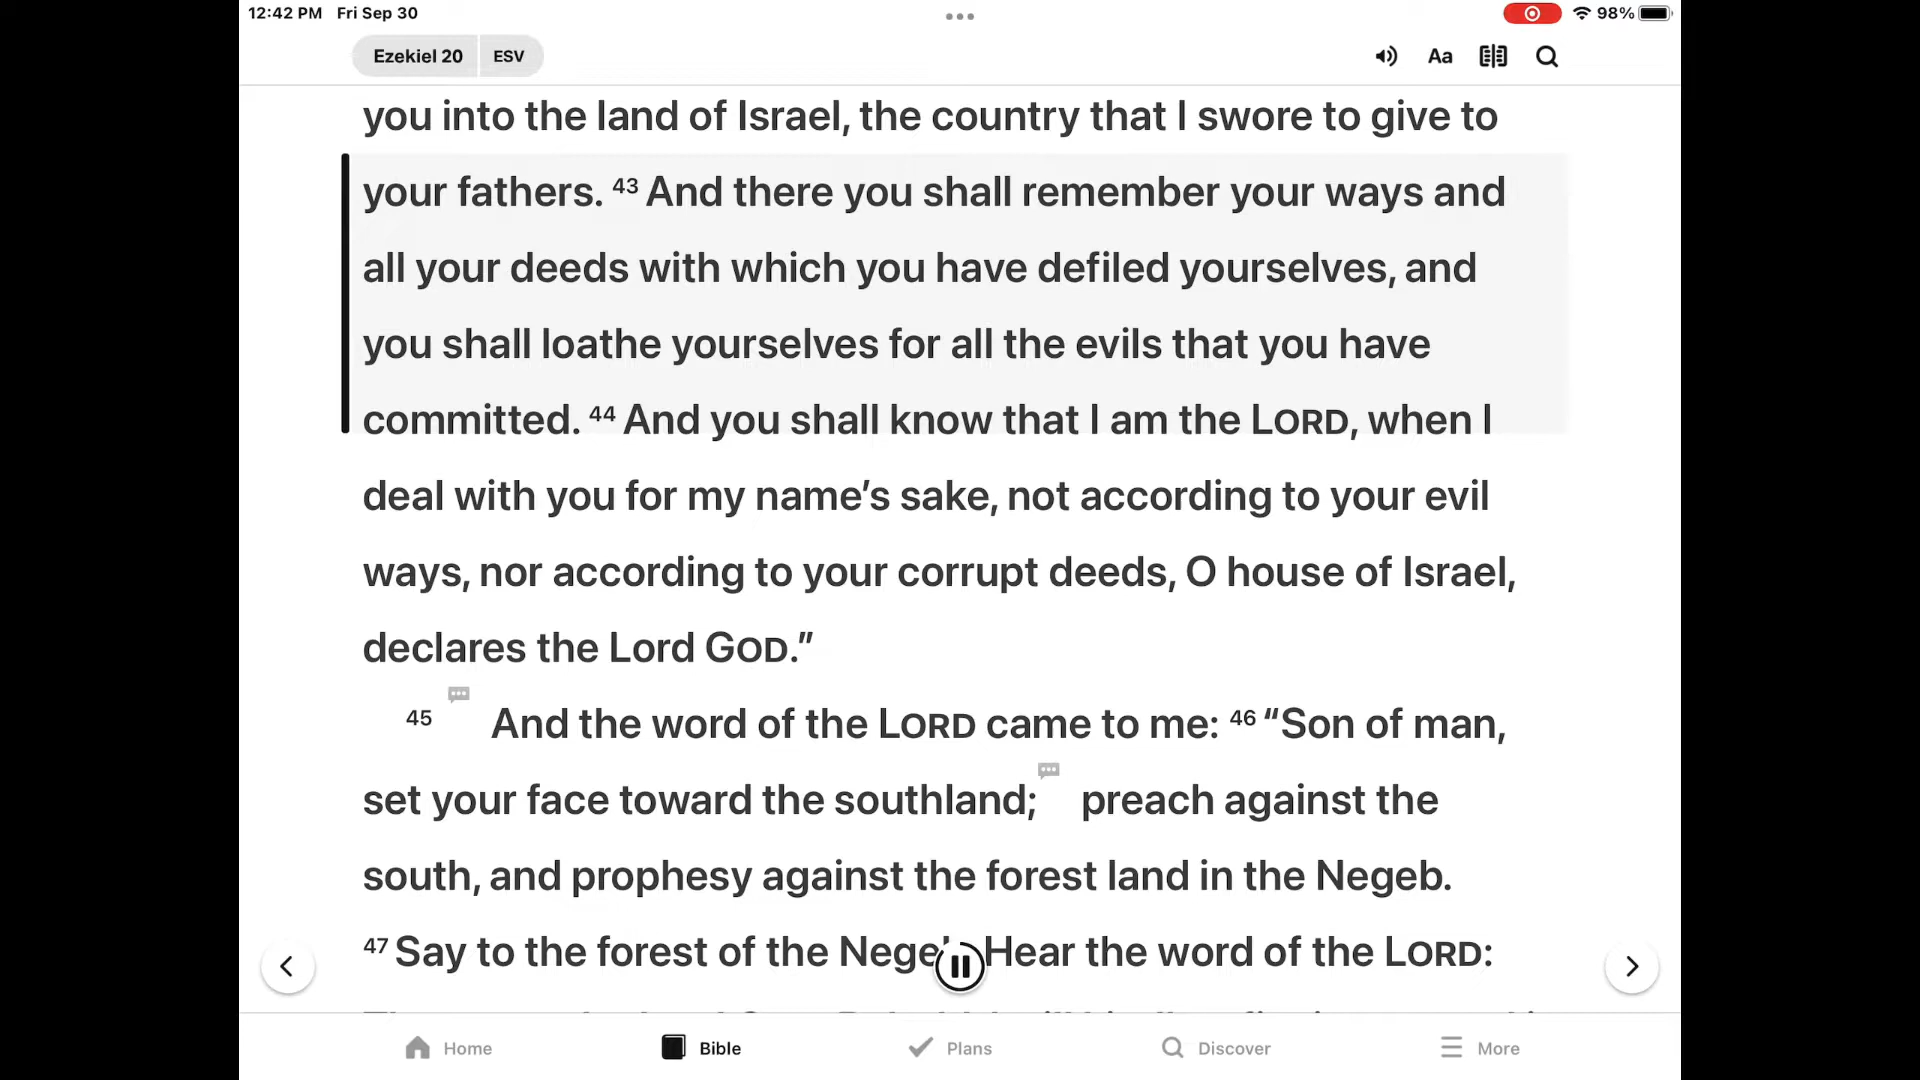 12:42 PM Fri Sep 30
98%
Ezekiel 20 ESV
Aa
you into the land of Israel, the country that I swore to give to
your fathers. 43 And there you shall remember your ways and
all your deeds with which you have defiled yourselves, and
you shall loathe yourselves for all the evils that you have
committed. 44 And you shall know that I am the LORD, when I
deal with you for my name’s sake, not according to your evil
ways, nor according to your corrupt deeds, O house of Israel,
declares the Lord GOD.”
45 And the word of the LORD came to me: 46 “Son of man,
set your face toward the southland; preach against the
south, and prophesy against the forest land in the Negeb.
47 Say to the forest of the Hear the word of the LORD:
Home Bible Plans Discover More